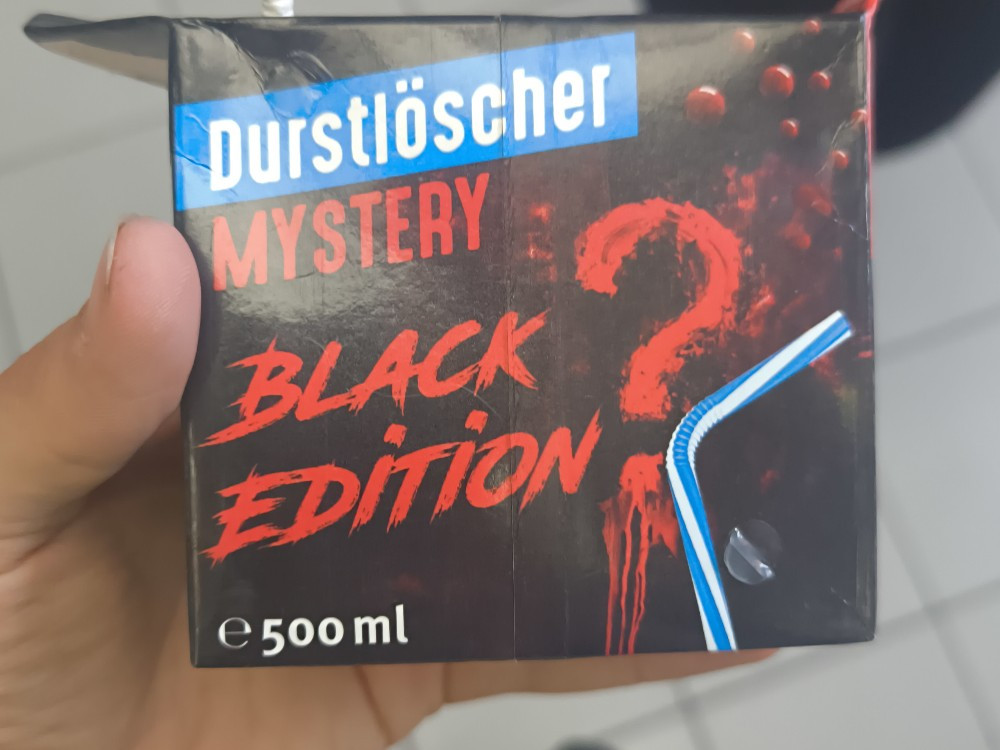 Durstlöscher
MYSTERY
BLACK
EDITION
?
℮ 500 ml